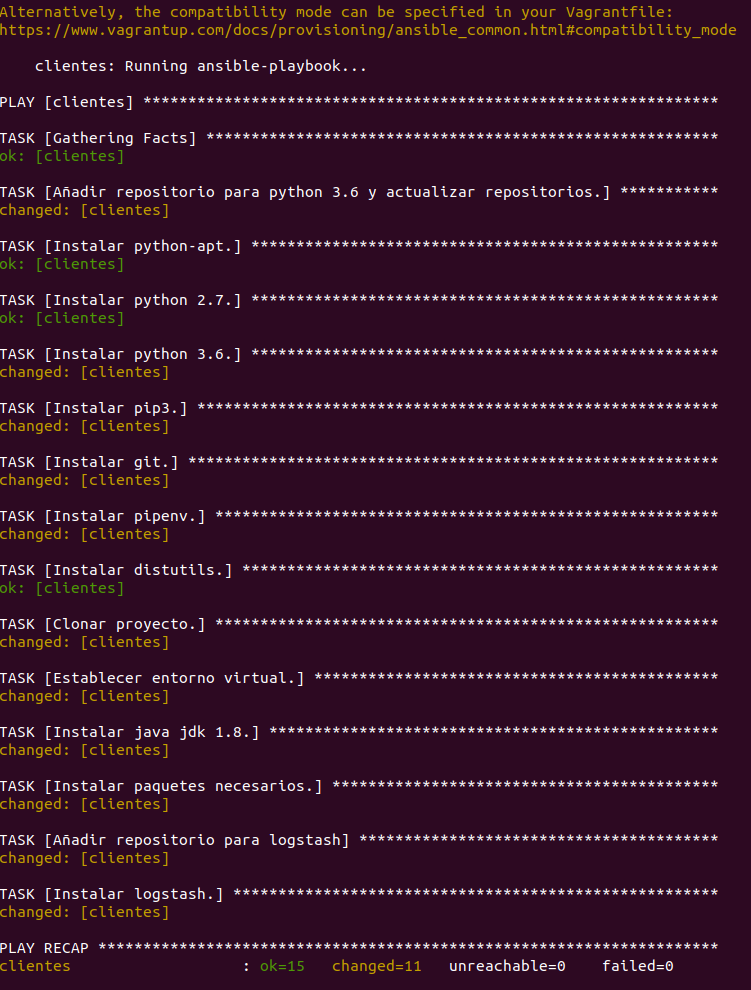 Alternatively, the compatibility mode can be specified in your Vagrantfile:
https://www.vagrantup.com/docs/provisioning/ansible_common.html#compatibility_mode
clientes: Running ansible-playbook...
PLAY [clientes] ****************************************************************
TASK [Gathering Facts] *********************************************************
ok: [clientes]
TASK [Añadir repositorio para python 3.6 y actualizar repositorios.] ***********
changed: [clientes]
TASK [Instalar python-apt.] ****************************************************
ok: [clientes]
TASK [Instalar python 2.7.] ****************************************************
ok: [clientes]
TASK [Instalar python 3.6.] ****************************************************
changed: [clientes]
TASK [Instalar pip3.] **********************************************************
changed: [clientes]
TASK [Instalar git.] ***********************************************************
changed: [clientes]
TASK [Instalar pipenv.] ********************************************************
changed: [clientes]
TASK [Instalar distutils.] *****************************************************
ok: [clientes]
TASK [Clonar proyecto.] ********************************************************
changed: [clientes]
TASK [Establecer entorno virtual.] *********************************************
changed: [clientes]
TASK [Instalar java jdk 1.8.] **************************************************
changed: [clientes]
TASK [Instalar paquetes necesarios.] *******************************************
changed: [clientes]
TASK [Añadir repositorio para logstash] ****************************************
changed: [clientes]
TASK [Instalar logstash.] ******************************************************
changed: [clientes]
PLAY RECAP *********************************************************************
clientes                   : ok=15   changed=11   unreachable=0    failed=0